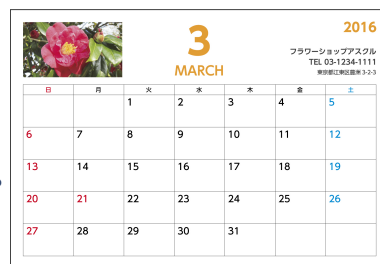 2016
3
MARCH
フラワーショップアスクル
TEL 03-1234-1111
東京都江東区豊洲3-2-3
日 月 火 水 木 金 土
1 2 3 4 5
6 7 8 9 10 11 12
13 14 15 16 17 18 19
20 21 22 23 24 25 26
27 28 29 30 31